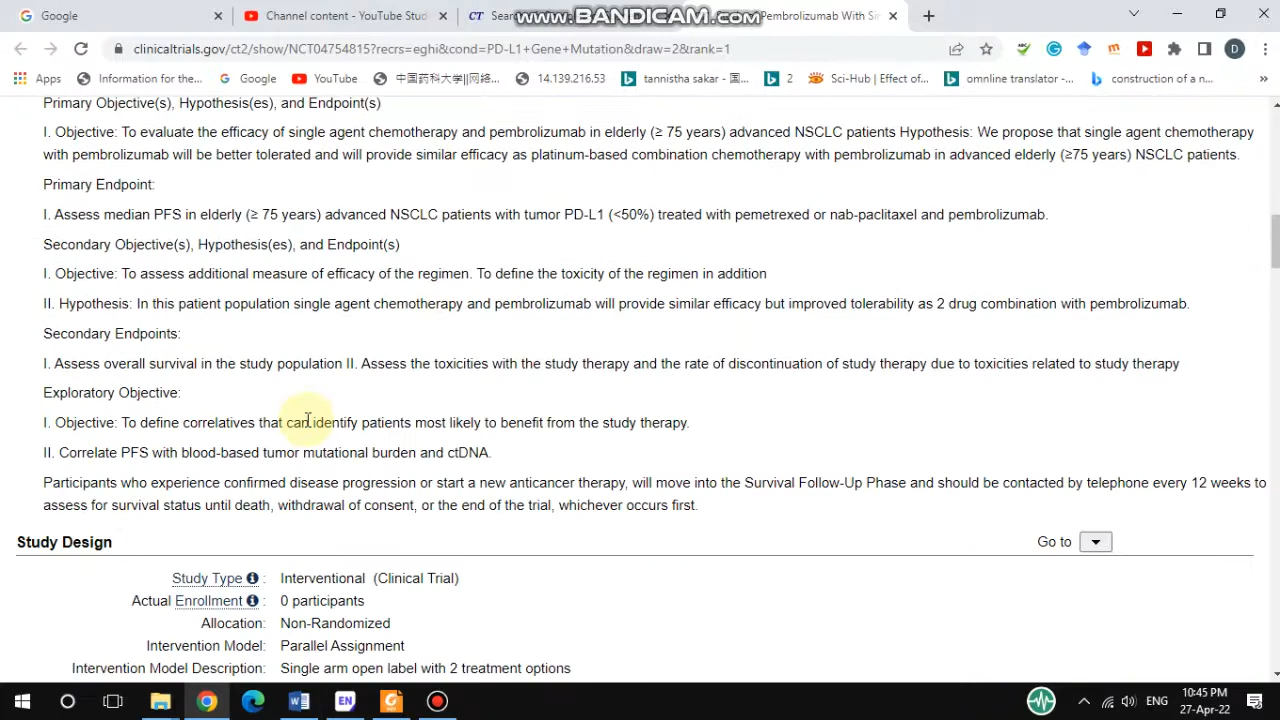 Google
Channel content - YouTube Stud
CT Sear
www.BANDICAM.com
Pembrolizumab With Si
clinicaltrials.gov/ct2/show/NCT04754815?recrs=eghi&cond=PD-L1+Gene+Mutation&draw=2&rank=1
D
Apps
Information for the...
Google
YouTube
中国药科大学||网络...
14.139.216.53
tannistha sakar - 国...
2
Sci-Hub | Effect of...
omnline translator -...
construction of a n...
»
Primary Objective(s), Hypothesis(es), and Endpoint(s)
I. Objective: To evaluate the efficacy of single agent chemotherapy and pembrolizumab in elderly (≥ 75 years) advanced NSCLC patients Hypothesis: We propose that single agent chemotherapy
with pembrolizumab will be better tolerated and will provide similar efficacy as platinum-based combination chemotherapy with pembrolizumab in advanced elderly (≥75 years) NSCLC patients.
Primary Endpoint:
I. Assess median PFS in elderly (≥ 75 years) advanced NSCLC patients with tumor PD-L1 (<50%) treated with pemetrexed or nab-paclitaxel and pembrolizumab.
Secondary Objective(s), Hypothesis(es), and Endpoint(s)
I. Objective: To assess additional measure of efficacy of the regimen. To define the toxicity of the regimen in addition
II. Hypothesis: In this patient population single agent chemotherapy and pembrolizumab will provide similar efficacy but improved tolerability as 2 drug combination with pembrolizumab.
Secondary Endpoints:
I. Assess overall survival in the study population II. Assess the toxicities with the study therapy and the rate of discontinuation of study therapy due to toxicities related to study therapy
Exploratory Objective:
I. Objective: To define correlatives that can identify patients most likely to benefit from the study therapy.
II. Correlate PFS with blood-based tumor mutational burden and ctDNA.
Participants who experience confirmed disease progression or start a new anticancer therapy, will move into the Survival Follow-Up Phase and should be contacted by telephone every 12 weeks to
assess for survival status until death, withdrawal of consent, or the end of the trial, whichever occurs first.
Study Design
Go to
Study Type : Interventional (Clinical Trial)
Actual Enrollment : 0 participants
Allocation: Non-Randomized
Intervention Model: Parallel Assignment
Intervention Model Description: Single arm open label with 2 treatment options
EN
ENG
10:45 PM
27-Apr-22